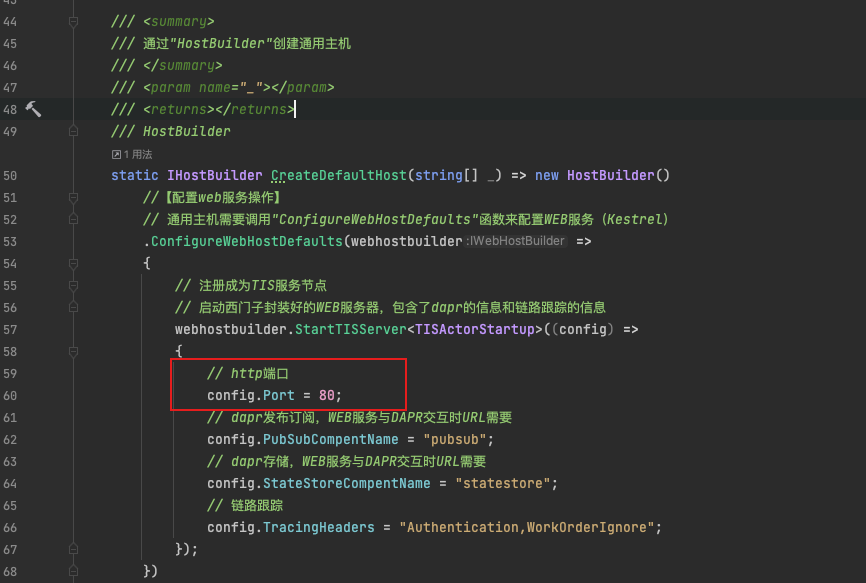 44 /// <summary>
45 /// 通过"HostBuilder"创建通用主机
46 /// </summary>
47 /// <param name="_"></param>
48 /// <returns></returns>
49 /// HostBuilder
1 用法
50 static IHostBuilder CreateDefaultHost(string[] _) => new HostBuilder()
51 //【配置web服务操作】
52 // 通用主机需要调用"ConfigureWebHostDefaults"函数来配置WEB服务（Kestrel）
53 .ConfigureWebHostDefaults(webhostbuilder :IWebHostBuilder =>
54 {
55 // 注册成为TIS服务节点
56 // 启动西门子封装好的WEB服务器，包含了dapr的信息和链路跟踪的信息
57 webhostbuilder.StartTISServer<TISActorStartup>((config) =>
58 {
59 // http端口
60 config.Port = 80;
61 // dapr发布订阅，WEB服务与DAPR交互时URL需要
62 config.PubSubCompentName = "pubsub";
63 // dapr存储，WEB服务与DAPR交互时URL需要
64 config.StateStoreCompentName = "statestore";
65 // 链路跟踪
66 config.TracingHeaders = "Authentication,WorkOrderIgnore";
67 });
68 })